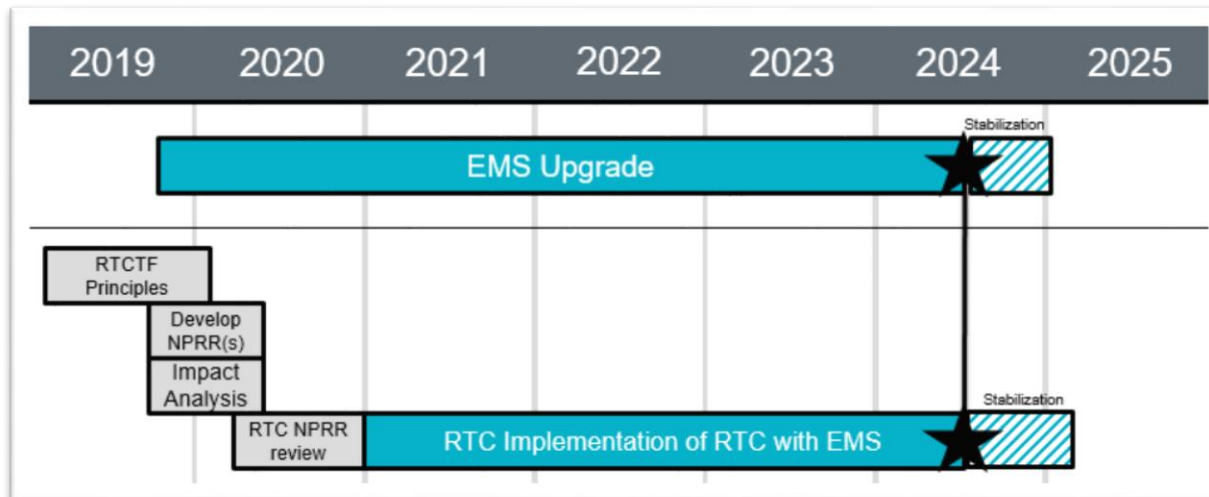 2019 2020 2021 2022 2023 2024 2025
Stabilization
EMS Upgrade
RTCTF
Principles
Develop
NPRR(s)
Impact
Analysis
Stabilization
RTC NPRR
review
RTC Implementation of RTC with EMS